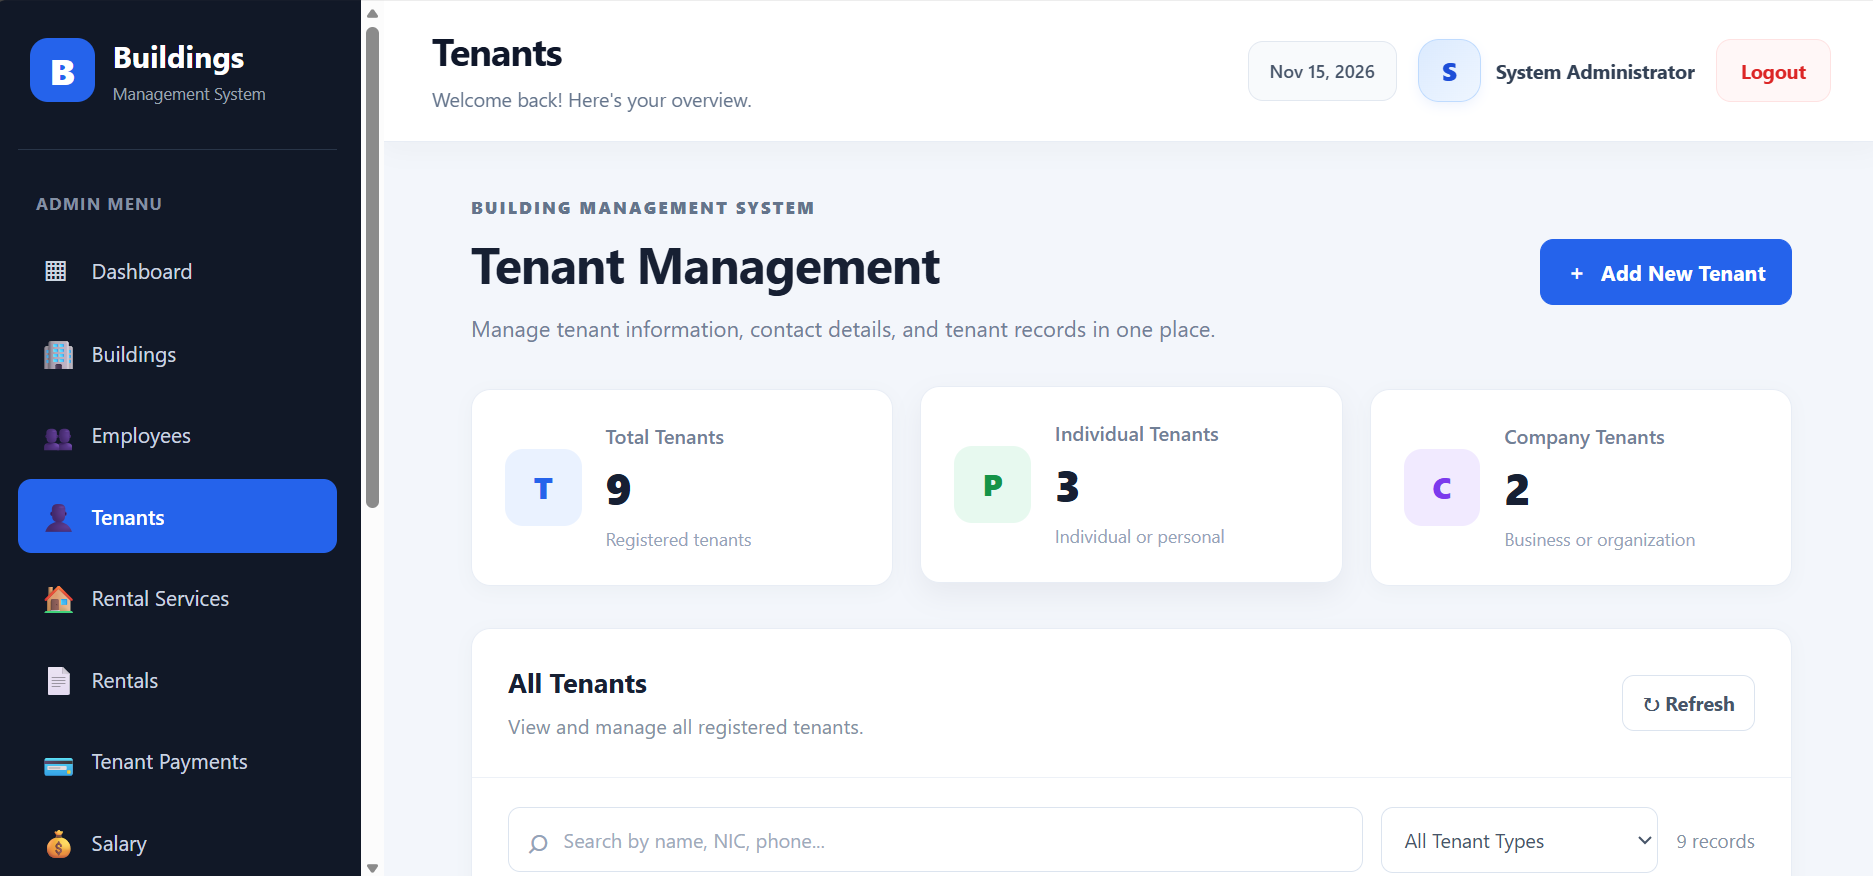 B
Buildings
Management System
ADMIN MENU
Dashboard
Buildings
Employees
Tenants
Rental Services
Rentals
Tenant Payments
Salary
Tenants
Welcome back! Here's your overview.
Nov 15, 2026
S
System Administrator
Logout
BUILDING MANAGEMENT SYSTEM
Tenant Management
Manage tenant information, contact details, and tenant records in one place.
+ Add New Tenant
T
Total Tenants
9
Registered tenants
P
Individual Tenants
3
Individual or personal
C
Company Tenants
2
Business or organization
All Tenants
View and manage all registered tenants.
↻ Refresh
Search by name, NIC, phone...
All Tenant Types
9 records